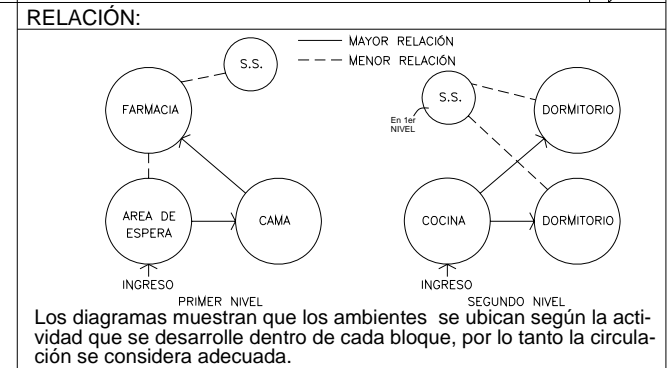 RELACIÓN:
MAYOR RELACIÓN
MENOR RELACIÓN
S.S.
FARMACIA
AREA DE
ESPERA
CAMA
INGRESO
PRIMER NIVEL
S.S.
En 1er
NIVEL
DORMITORIO
COCINA
DORMITORIO
INGRESO
SEGUNDO NIVEL
Los diagramas muestran que los ambientes se ubican según la acti-
vidad que se desarrolle dentro de cada bloque, por lo tanto la circula-
ción se considera adecuada.